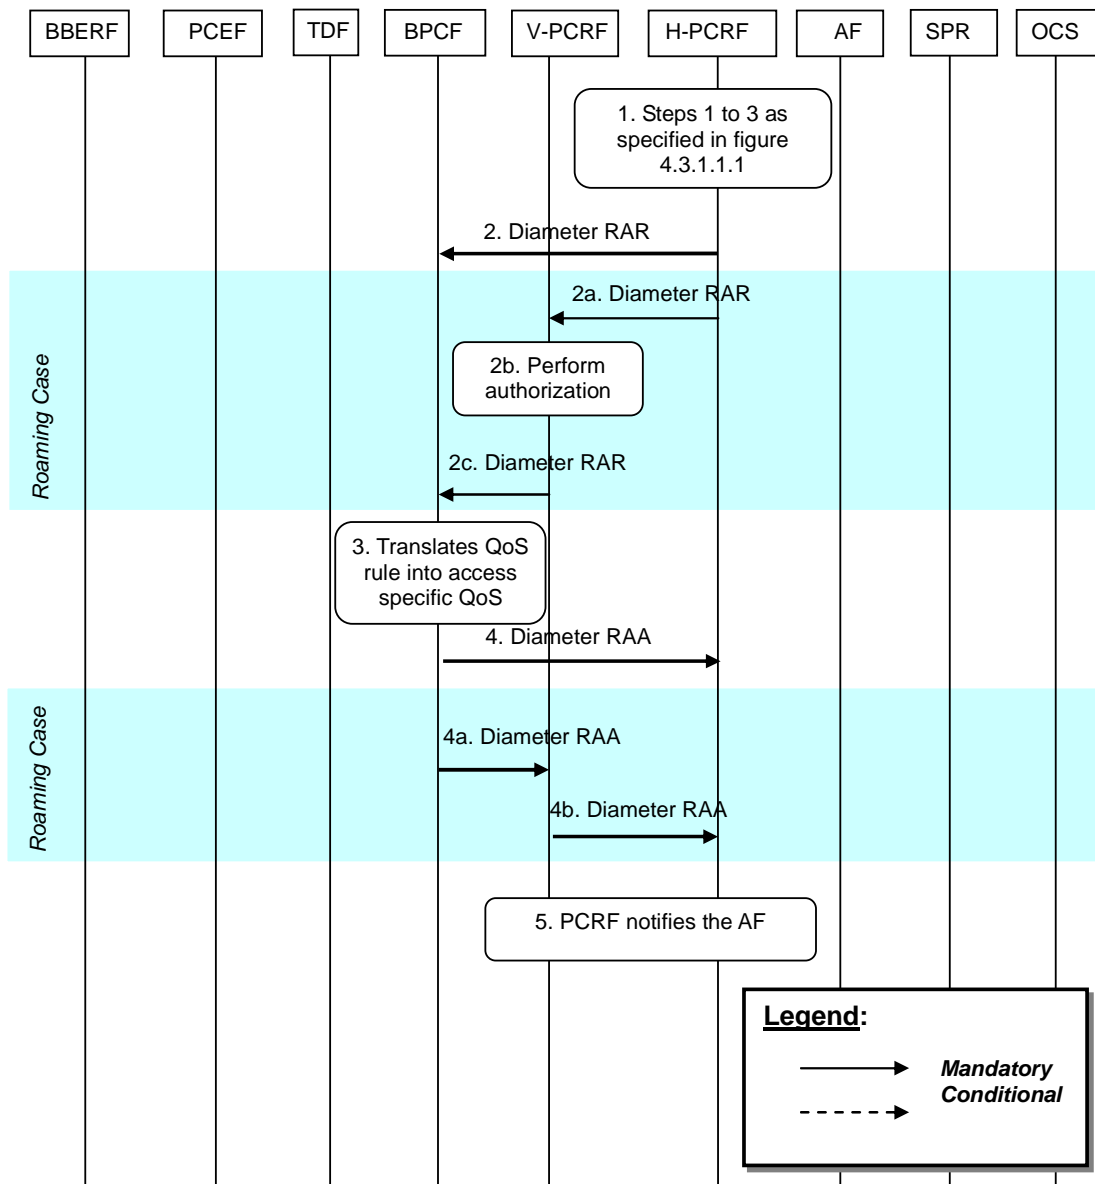 BBERF PCEF TDF BPCF V-PCRF H-PCRF AF SPR OCS
1. Steps 1 to 3 as
specified in figure
4.3.1.1.1
2. Diameter RAR
Roaming Case
2a. Diameter RAR
2b. Perform
authorization
2c. Diameter RAR
3. Translates QoS
rule into access
specific QoS
4. Diameter RAA
Roaming Case
4a. Diameter RAA
4b. Diameter RAA
5. PCRF notifies the AF
Legend:
Mandatory
Conditional